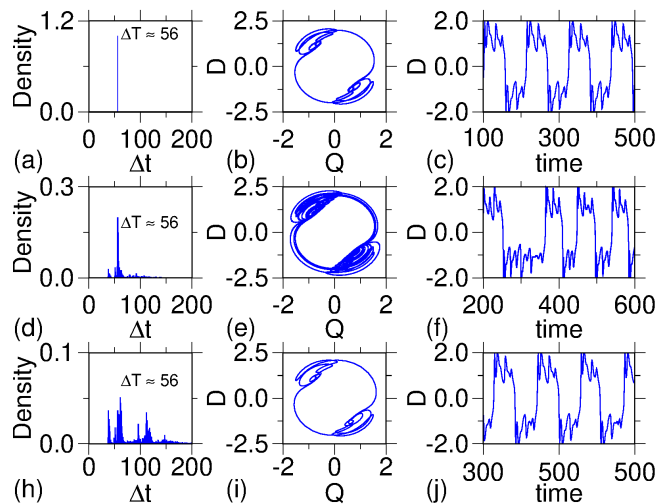 1.2
Density
0.0
0 100 200
Δt
(a)
ΔT ≈ 56
2.5
D
0.0
-2.5
-2 0 2
Q
(b)
2.0
D
0.0
-2.0
100 300 500
time
(c)
0.3
Density
0.0
0 100 200
Δt
(d)
ΔT ≈ 56
2.5
D
0.0
-2.5
-2 0 2
Q
(e)
2.0
D
0.0
-2.0
200 400 600
time
(f)
0.1
Density
0.0
0 100 200
Δt
(h)
ΔT ≈ 56
2.5
D
0.0
-2.5
-2 0 2
Q
(i)
2.0
D
0.0
-2.0
300 100 500
time
(j)